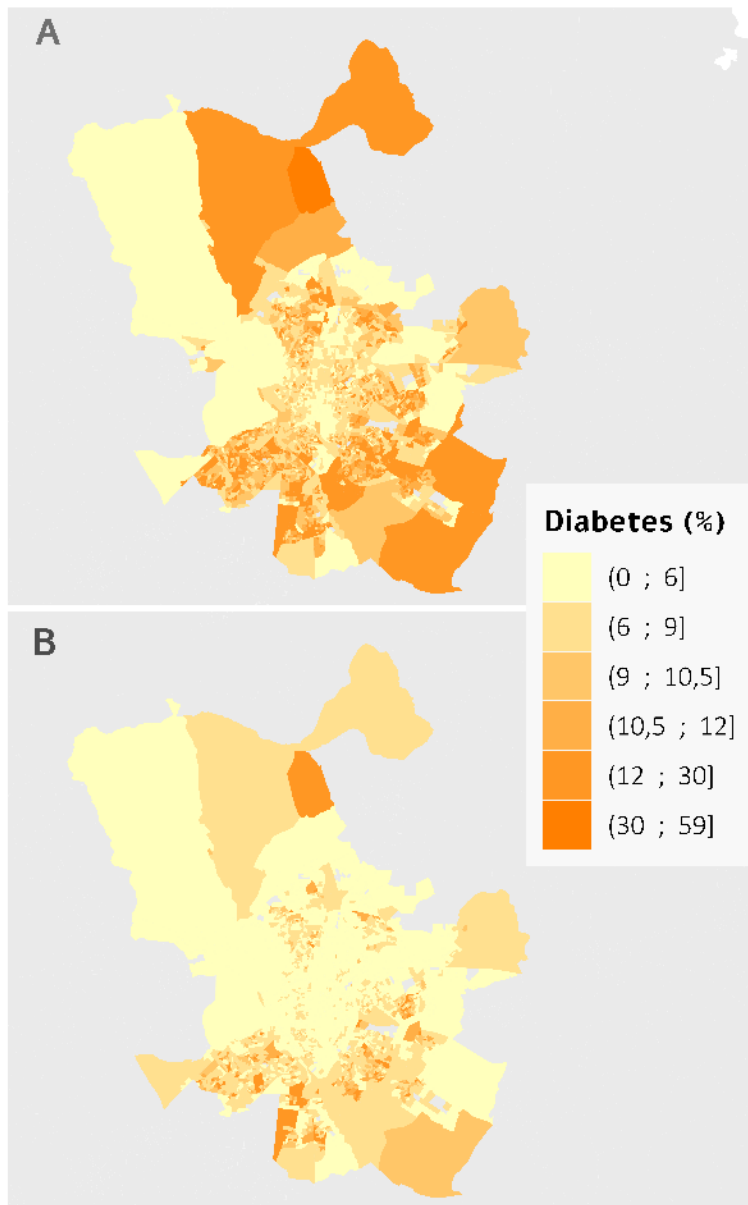 A
Diabetes (%)
(0 ; 6]
(6 ; 9]
(9 ; 10,5]
(10,5 ; 12]
(12 ; 30]
(30 ; 59]
B